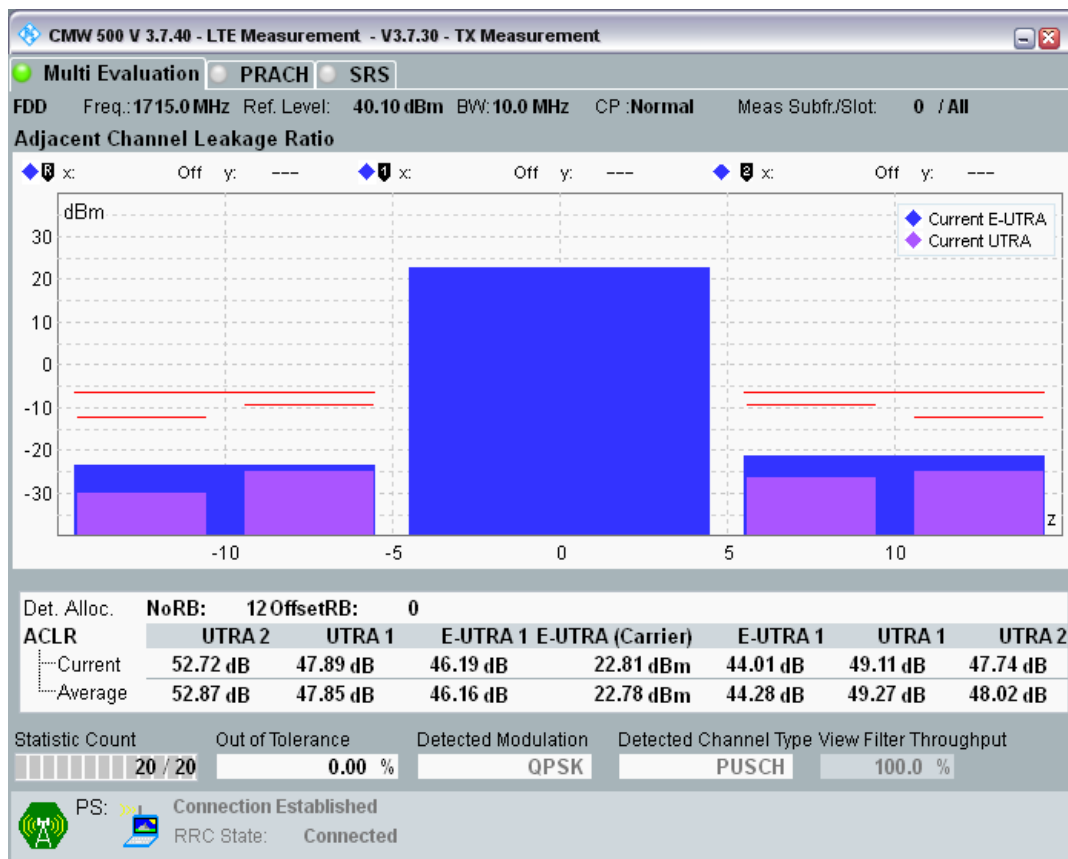 CMW 500 V 3.7.40 - LTE Measurement - V3.7.30 - TX Measurement
Multi Evaluation PRACH SRS
FDD Freq.:1715.0 MHz Ref. Level: 40.10 dBm BW:10.0 MHz CP :Normal Meas Subfr./Slot: 0 / All
Adjacent Channel Leakage Ratio
R x: Off y: --- 1 x: Off y: --- 2 x: Off y: ---
dBm
Current E-UTRA
Current UTRA
30
20
10
0
-10
-20
-30
z
-10 -5 0 5 10
Det. Alloc. NoRB: 12 OffsetRB: 0
ACLR UTRA 2 UTRA 1 E-UTRA 1 E-UTRA (Carrier) E-UTRA 1 UTRA 1 UTRA 2
Current 52.72 dB 47.89 dB 46.19 dB 22.81 dBm 44.01 dB 49.11 dB 47.74 dB
Average 52.87 dB 47.85 dB 46.16 dB 22.78 dBm 44.28 dB 49.27 dB 48.02 dB
Statistic Count Out of Tolerance Detected Modulation Detected Channel Type View Filter Throughput
20 / 20 0.00 % QPSK PUSCH 100.0 %
PS: Connection Established
RRC State: Connected